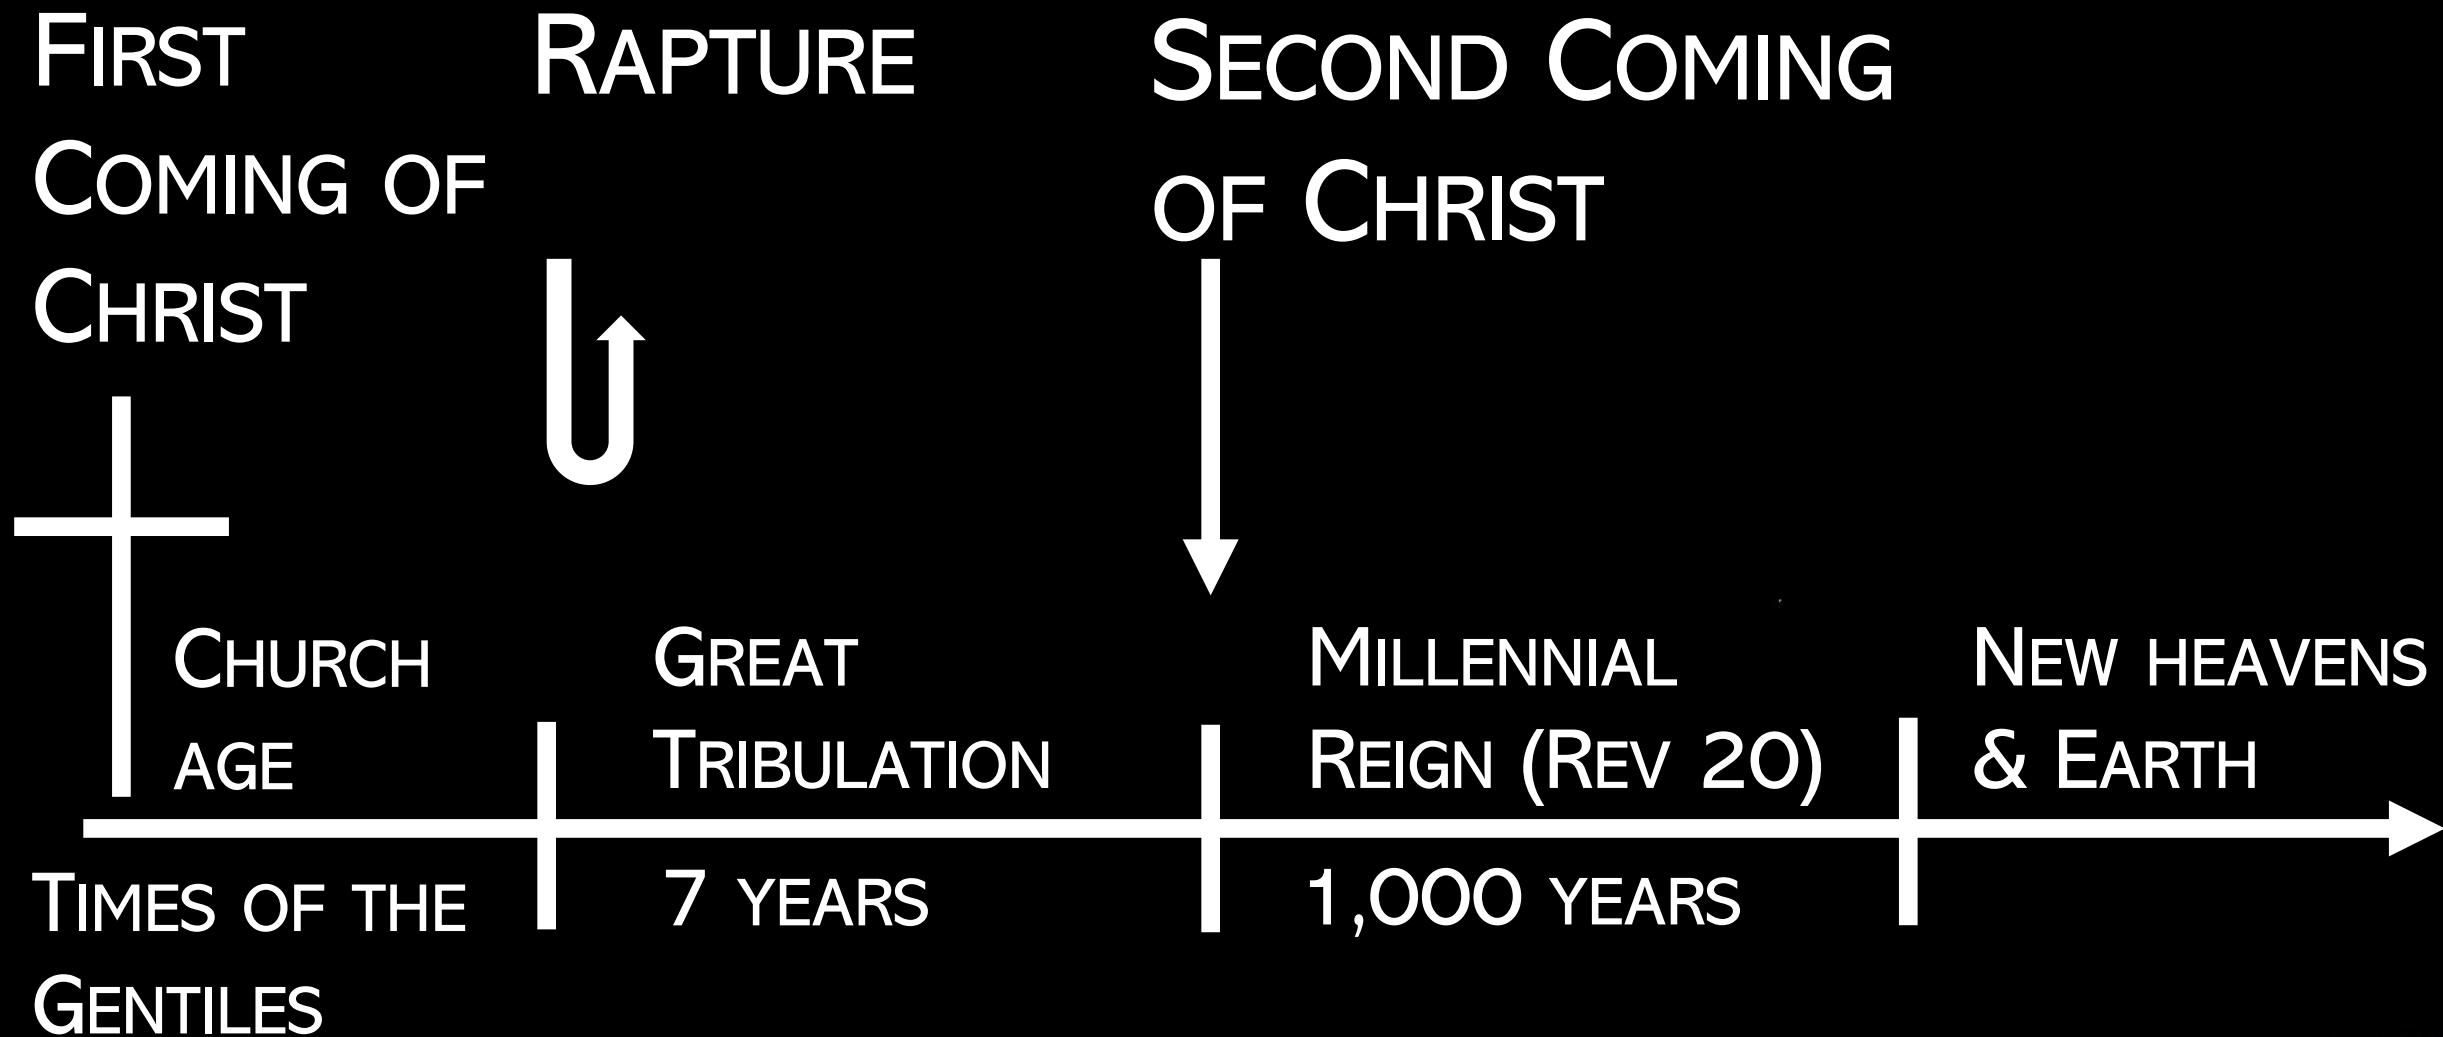 First
Coming of
Christ
Rapture
Second Coming
of Christ
Church
age
Great
Tribulation
Millennial
Reign (Rev 20)
New heavens
& Earth
Times of the
Gentiles
7 years
1,000 years